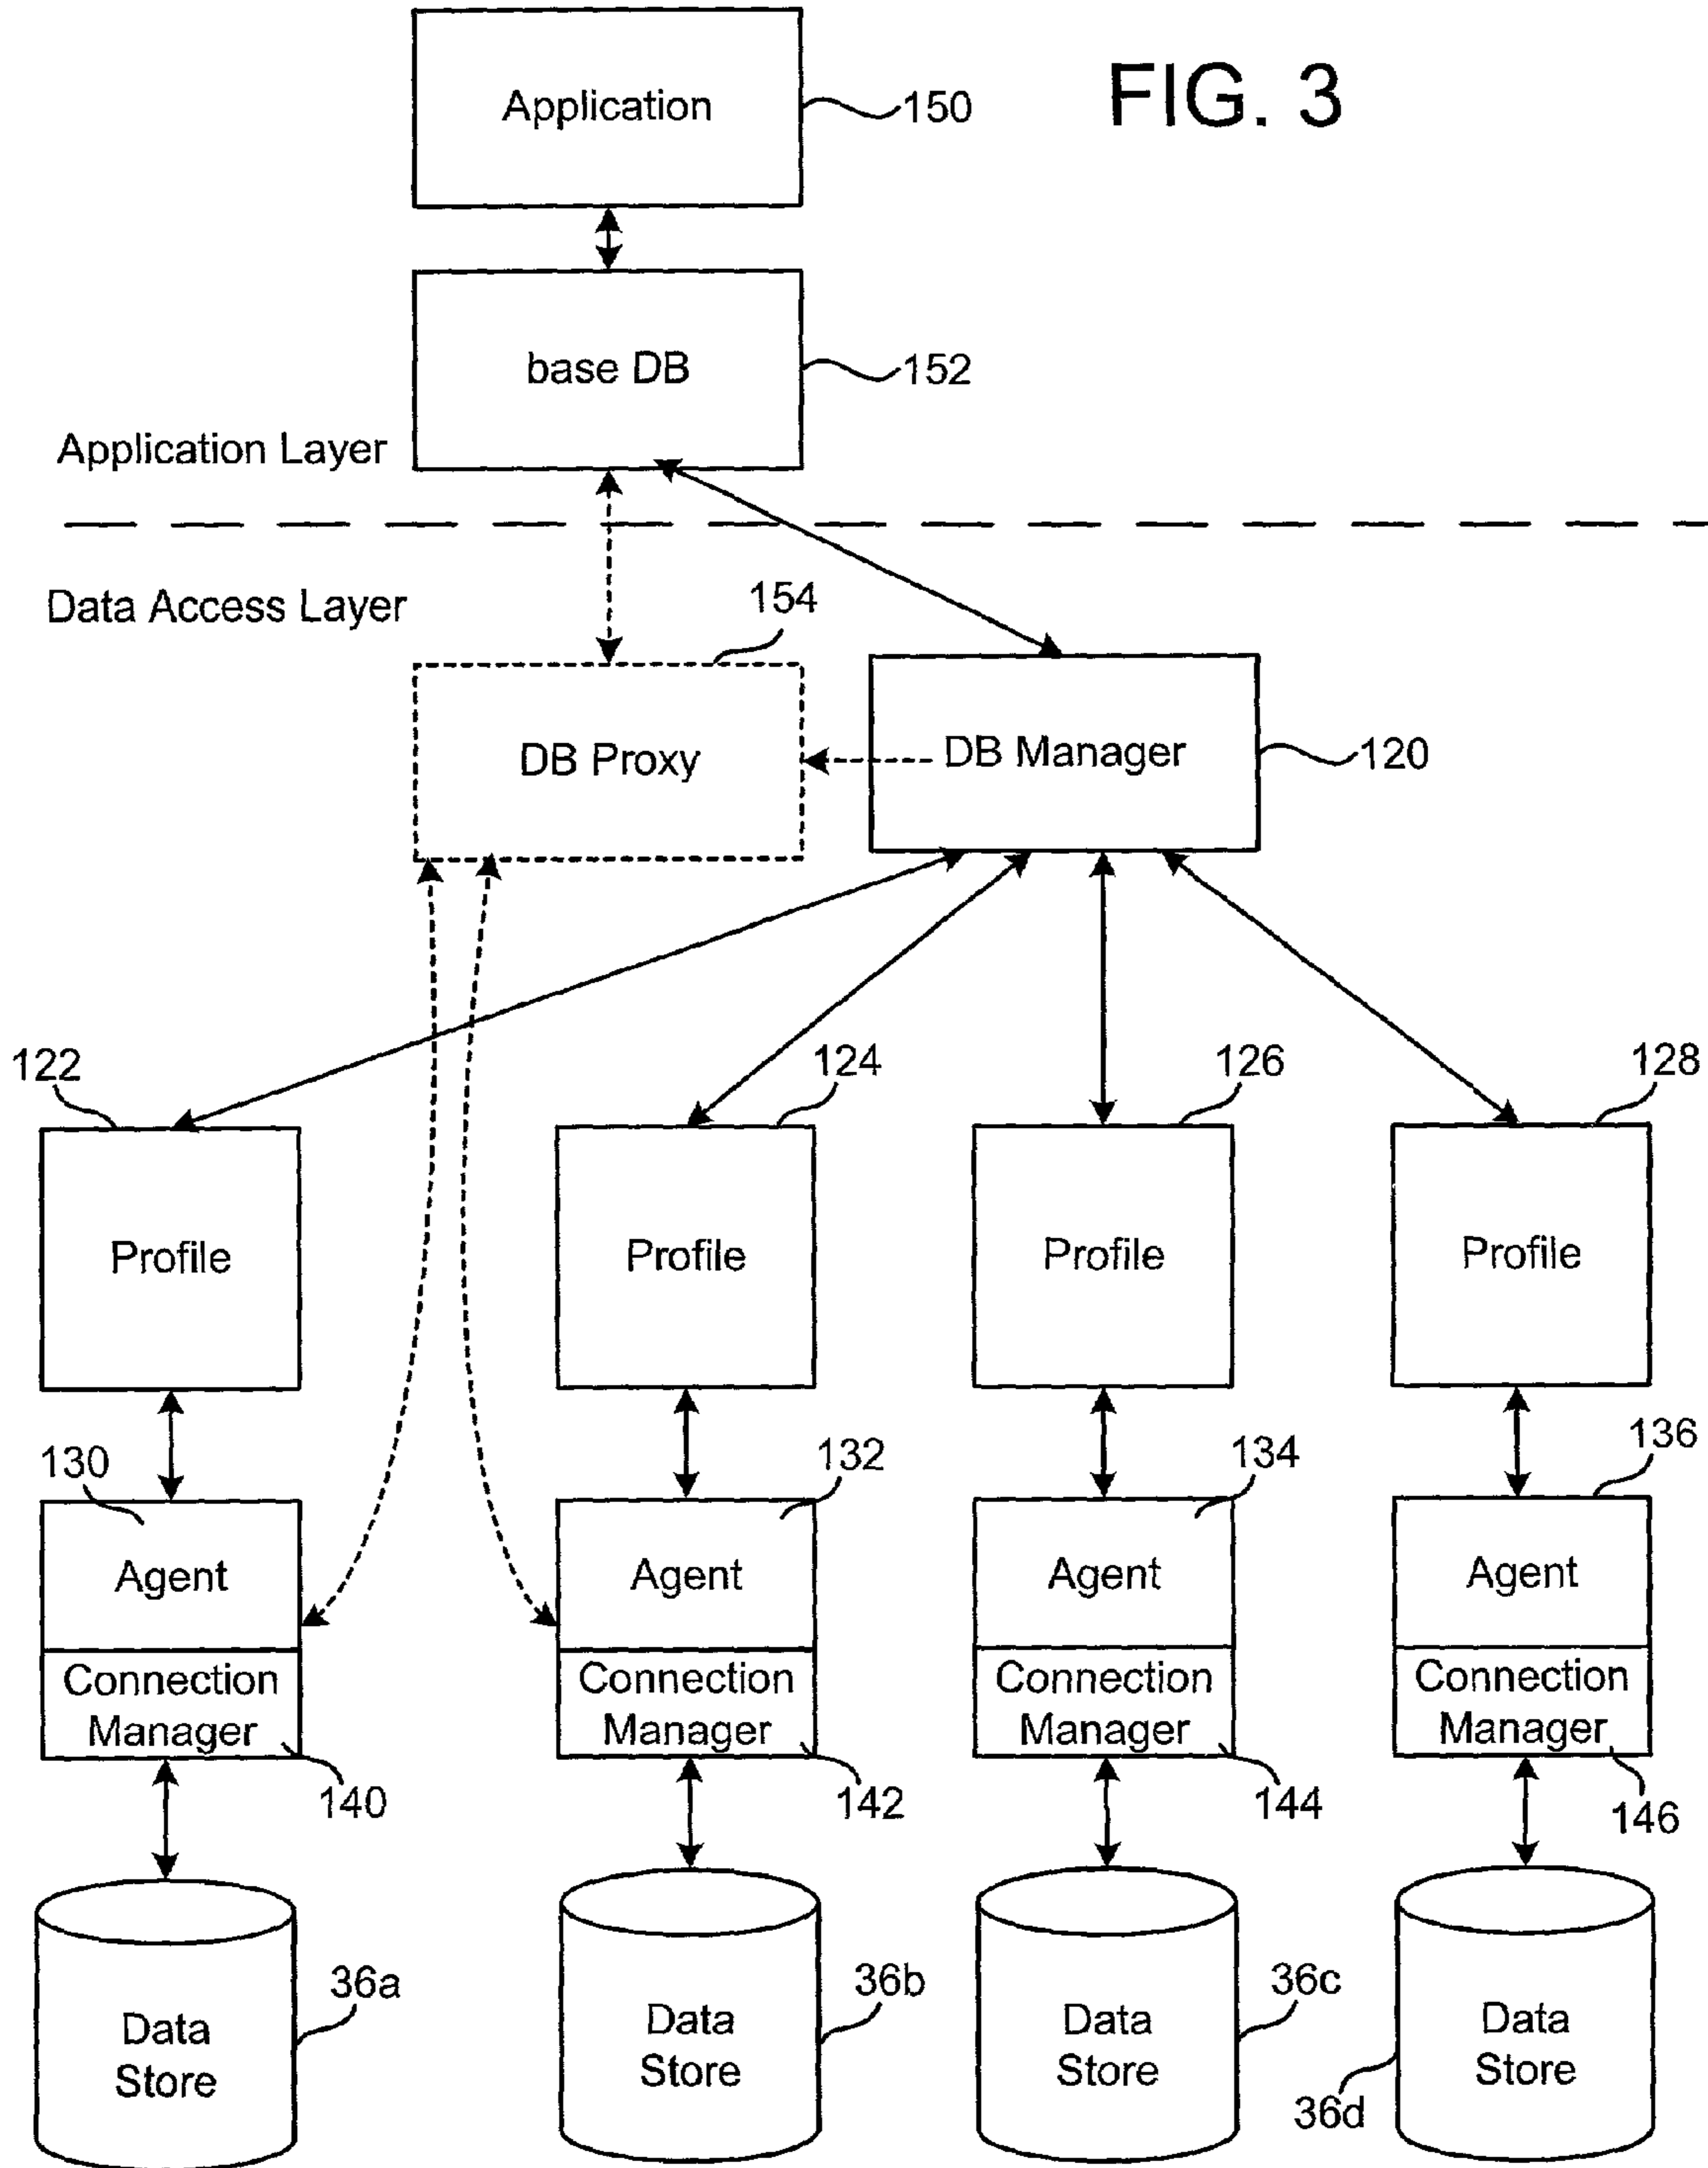 FIG. 3
Application
150
base DB
152
Application Layer
Data Access Layer
154
DB Proxy
DB Manager
120
122
124
126
128
Profile
Profile
Profile
Profile
130
132
134
136
Agent
Agent
Agent
Agent
Connection
Manager
Connection
Manager
Connection
Manager
Connection
Manager
140
142
144
146
36a
36b
36c
36d
Data
Store
Data
Store
Data
Store
Data
Store